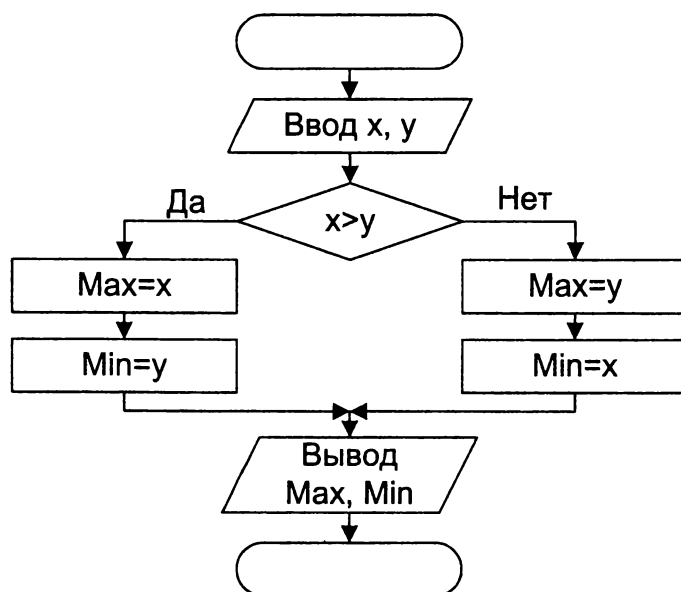 Ввод x, y
Да
x>y
Нет
Max=x
Max=y
Min=y
Min=x
Вывод
Max, Min